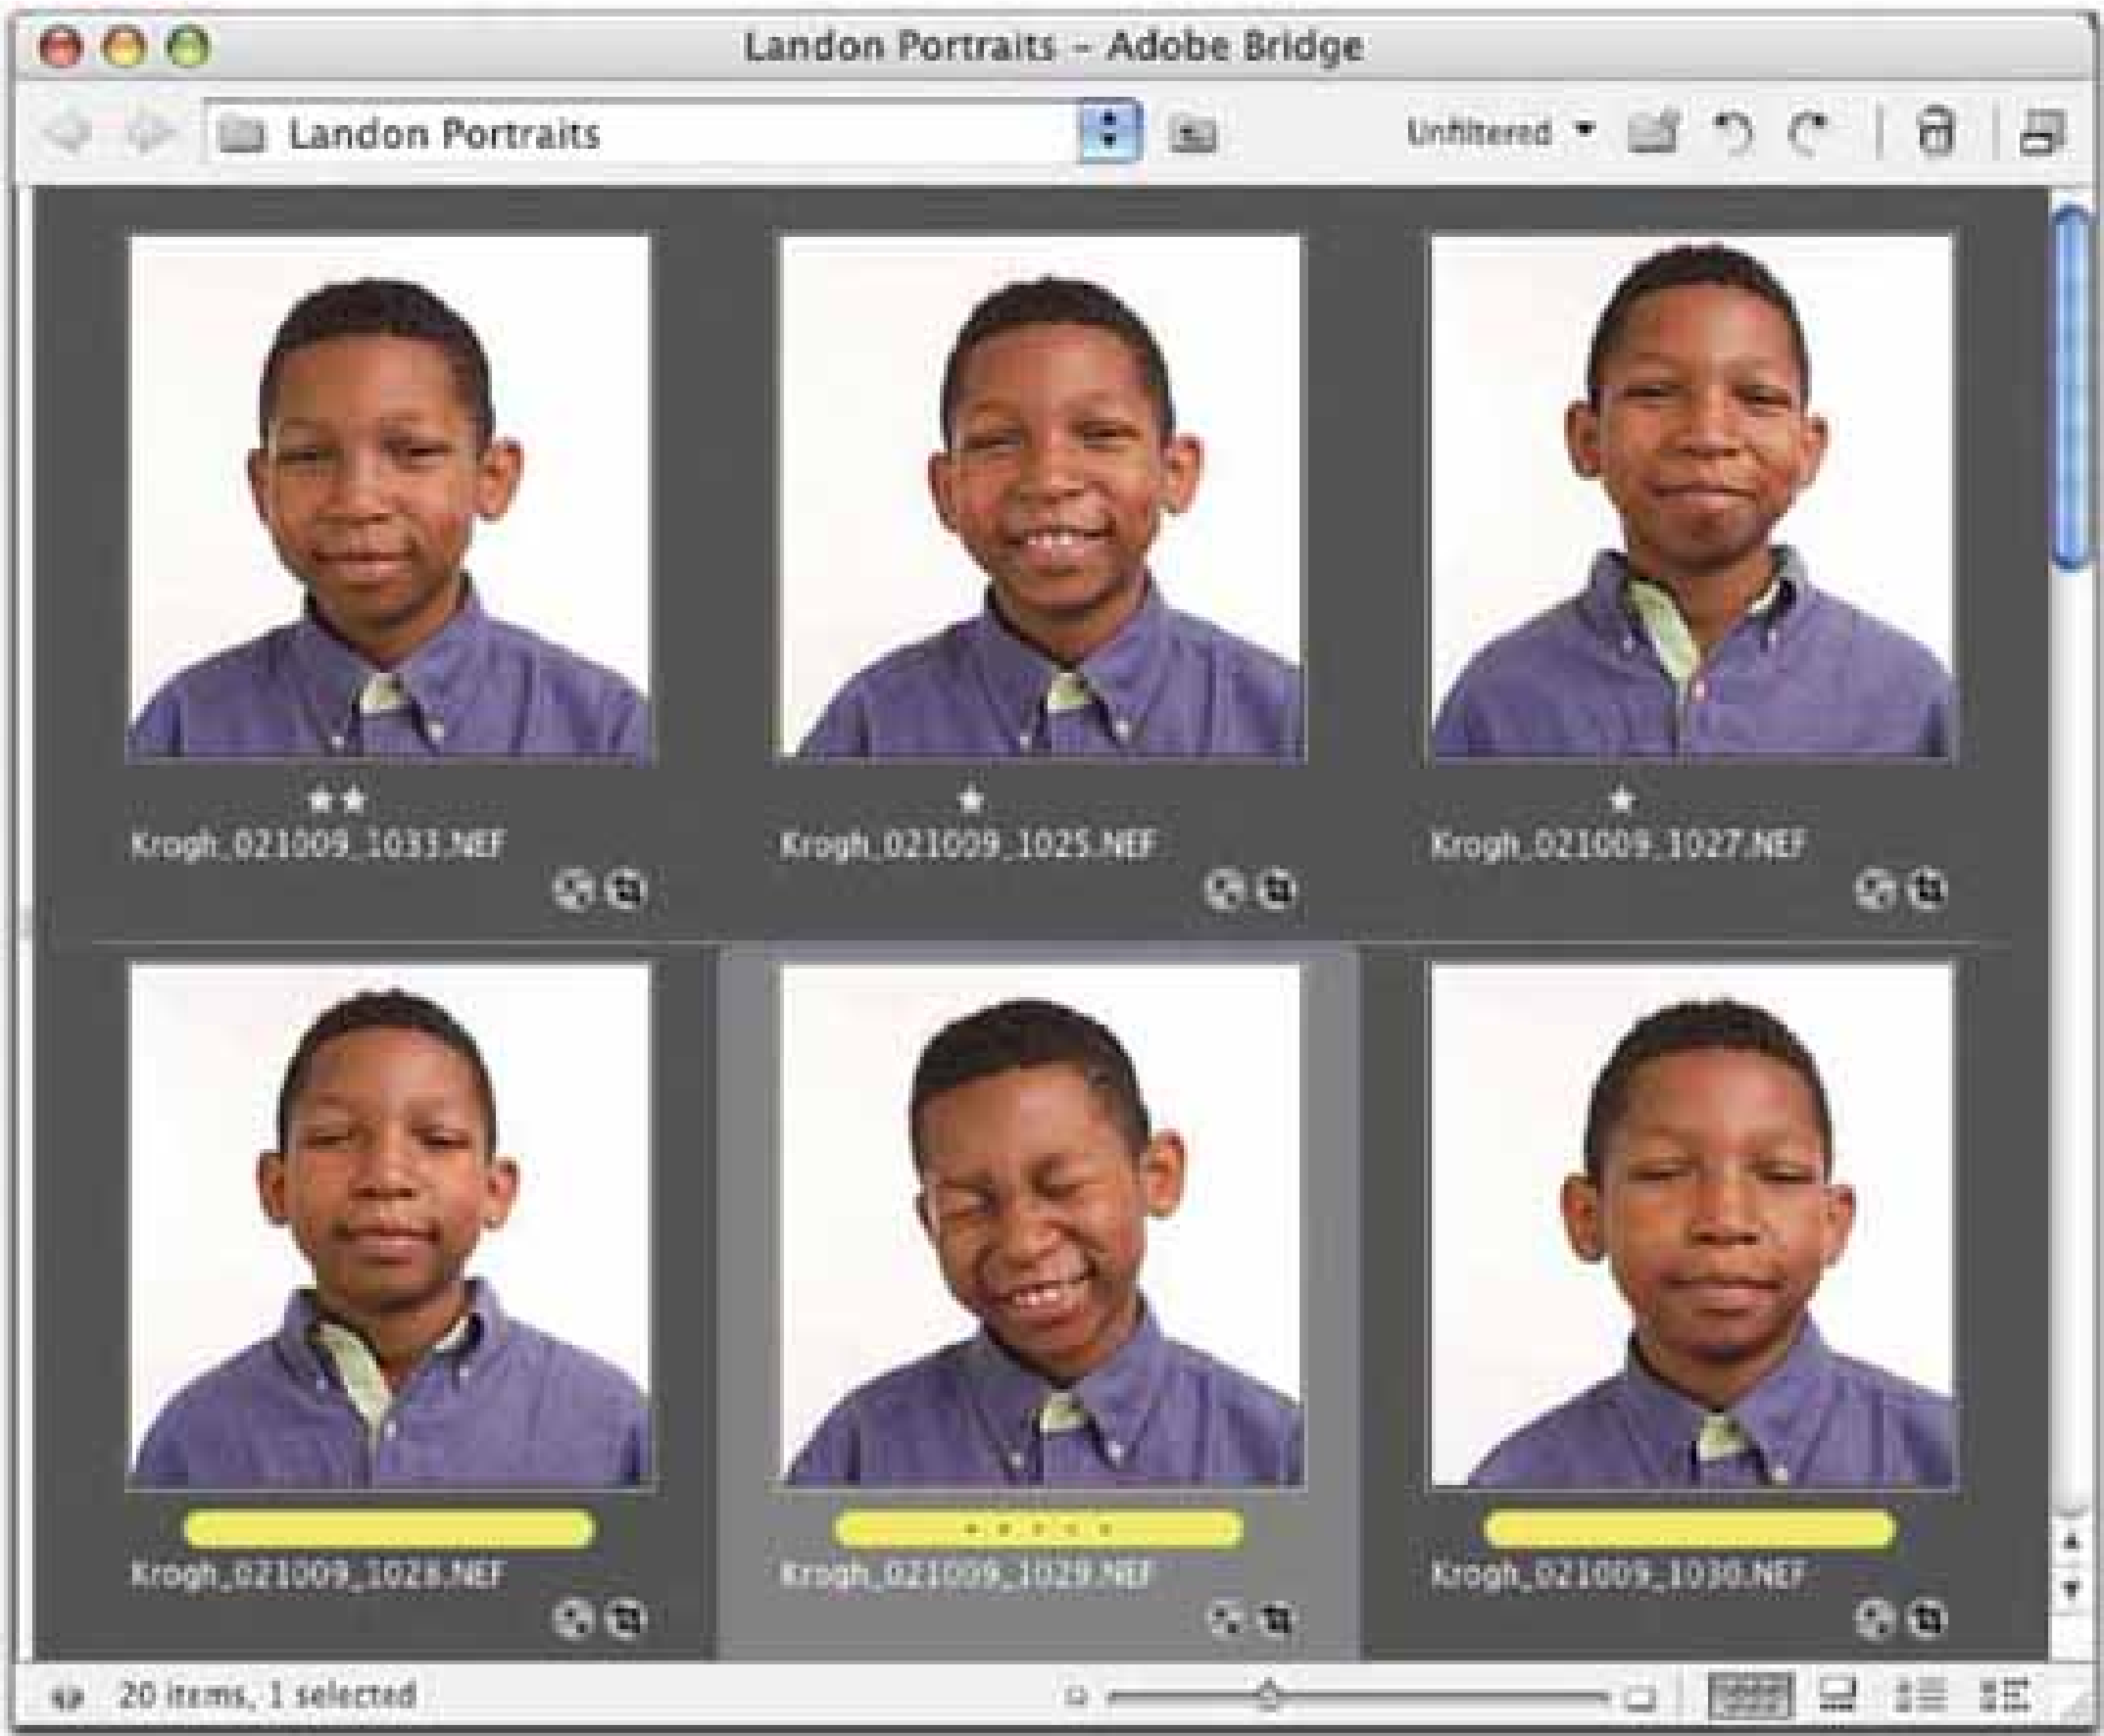 Landon Portraits – Adobe Bridge
Landon Portraits
Unfiltered
Krogh_021009_1033.NEF
Krogh_021009_1025.NEF
Krogh_021009_1027.NEF
Krogh_021009_1028.NEF
Krogh_021009_1029.NEF
Krogh_021009_1030.NEF
20 items, 1 selected